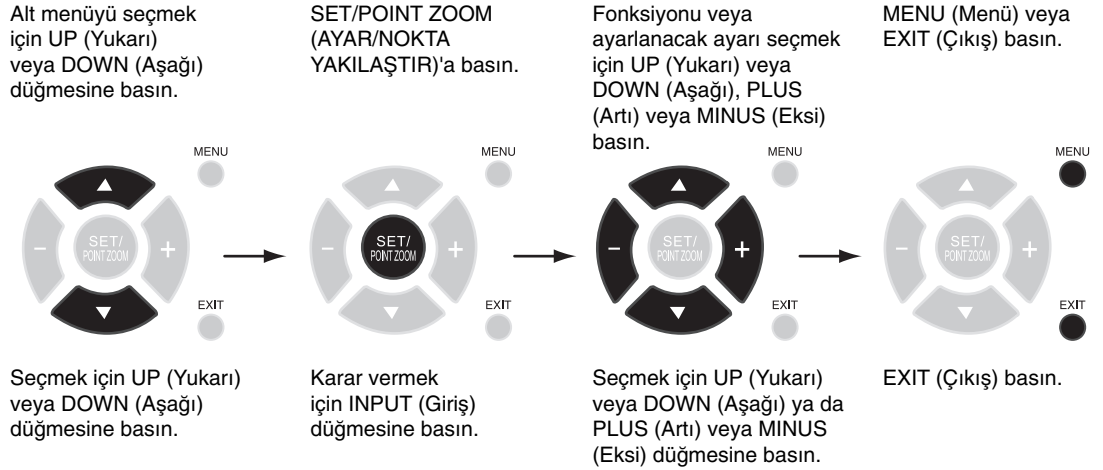 Alt menüyü seçmek
için UP (Yukarı)
veya DOWN (Aşağı)
düğmesine basın.
SET/POINT ZOOM
(AYAR/NOKTA
YAKILAŞTIR)'a basın.
Fonksiyonu veya
ayarlanacak ayarı seçmek
için UP (Yukarı) veya
DOWN (Aşağı), PLUS
(Artı) veya MINUS (Eksi)
basın.
MENU (Menü) veya
EXIT (Çıkış) basın.
MENU
SET/
POINT ZOOM
EXIT
MENU
SET/
POINT ZOOM
EXIT
MENU
SET/
POINT ZOOM
EXIT
MENU
SET/
POINT ZOOM
EXIT
Seçmek için UP (Yukarı)
veya DOWN (Aşağı)
düğmesine basın.
Karar vermek
için INPUT (Giriş)
düğmesine basın.
Seçmek için UP (Yukarı)
veya DOWN (Aşağı) ya da
PLUS (Artı) veya MINUS
(Eksi) düğmesine basın.
EXIT (Çıkış) basın.